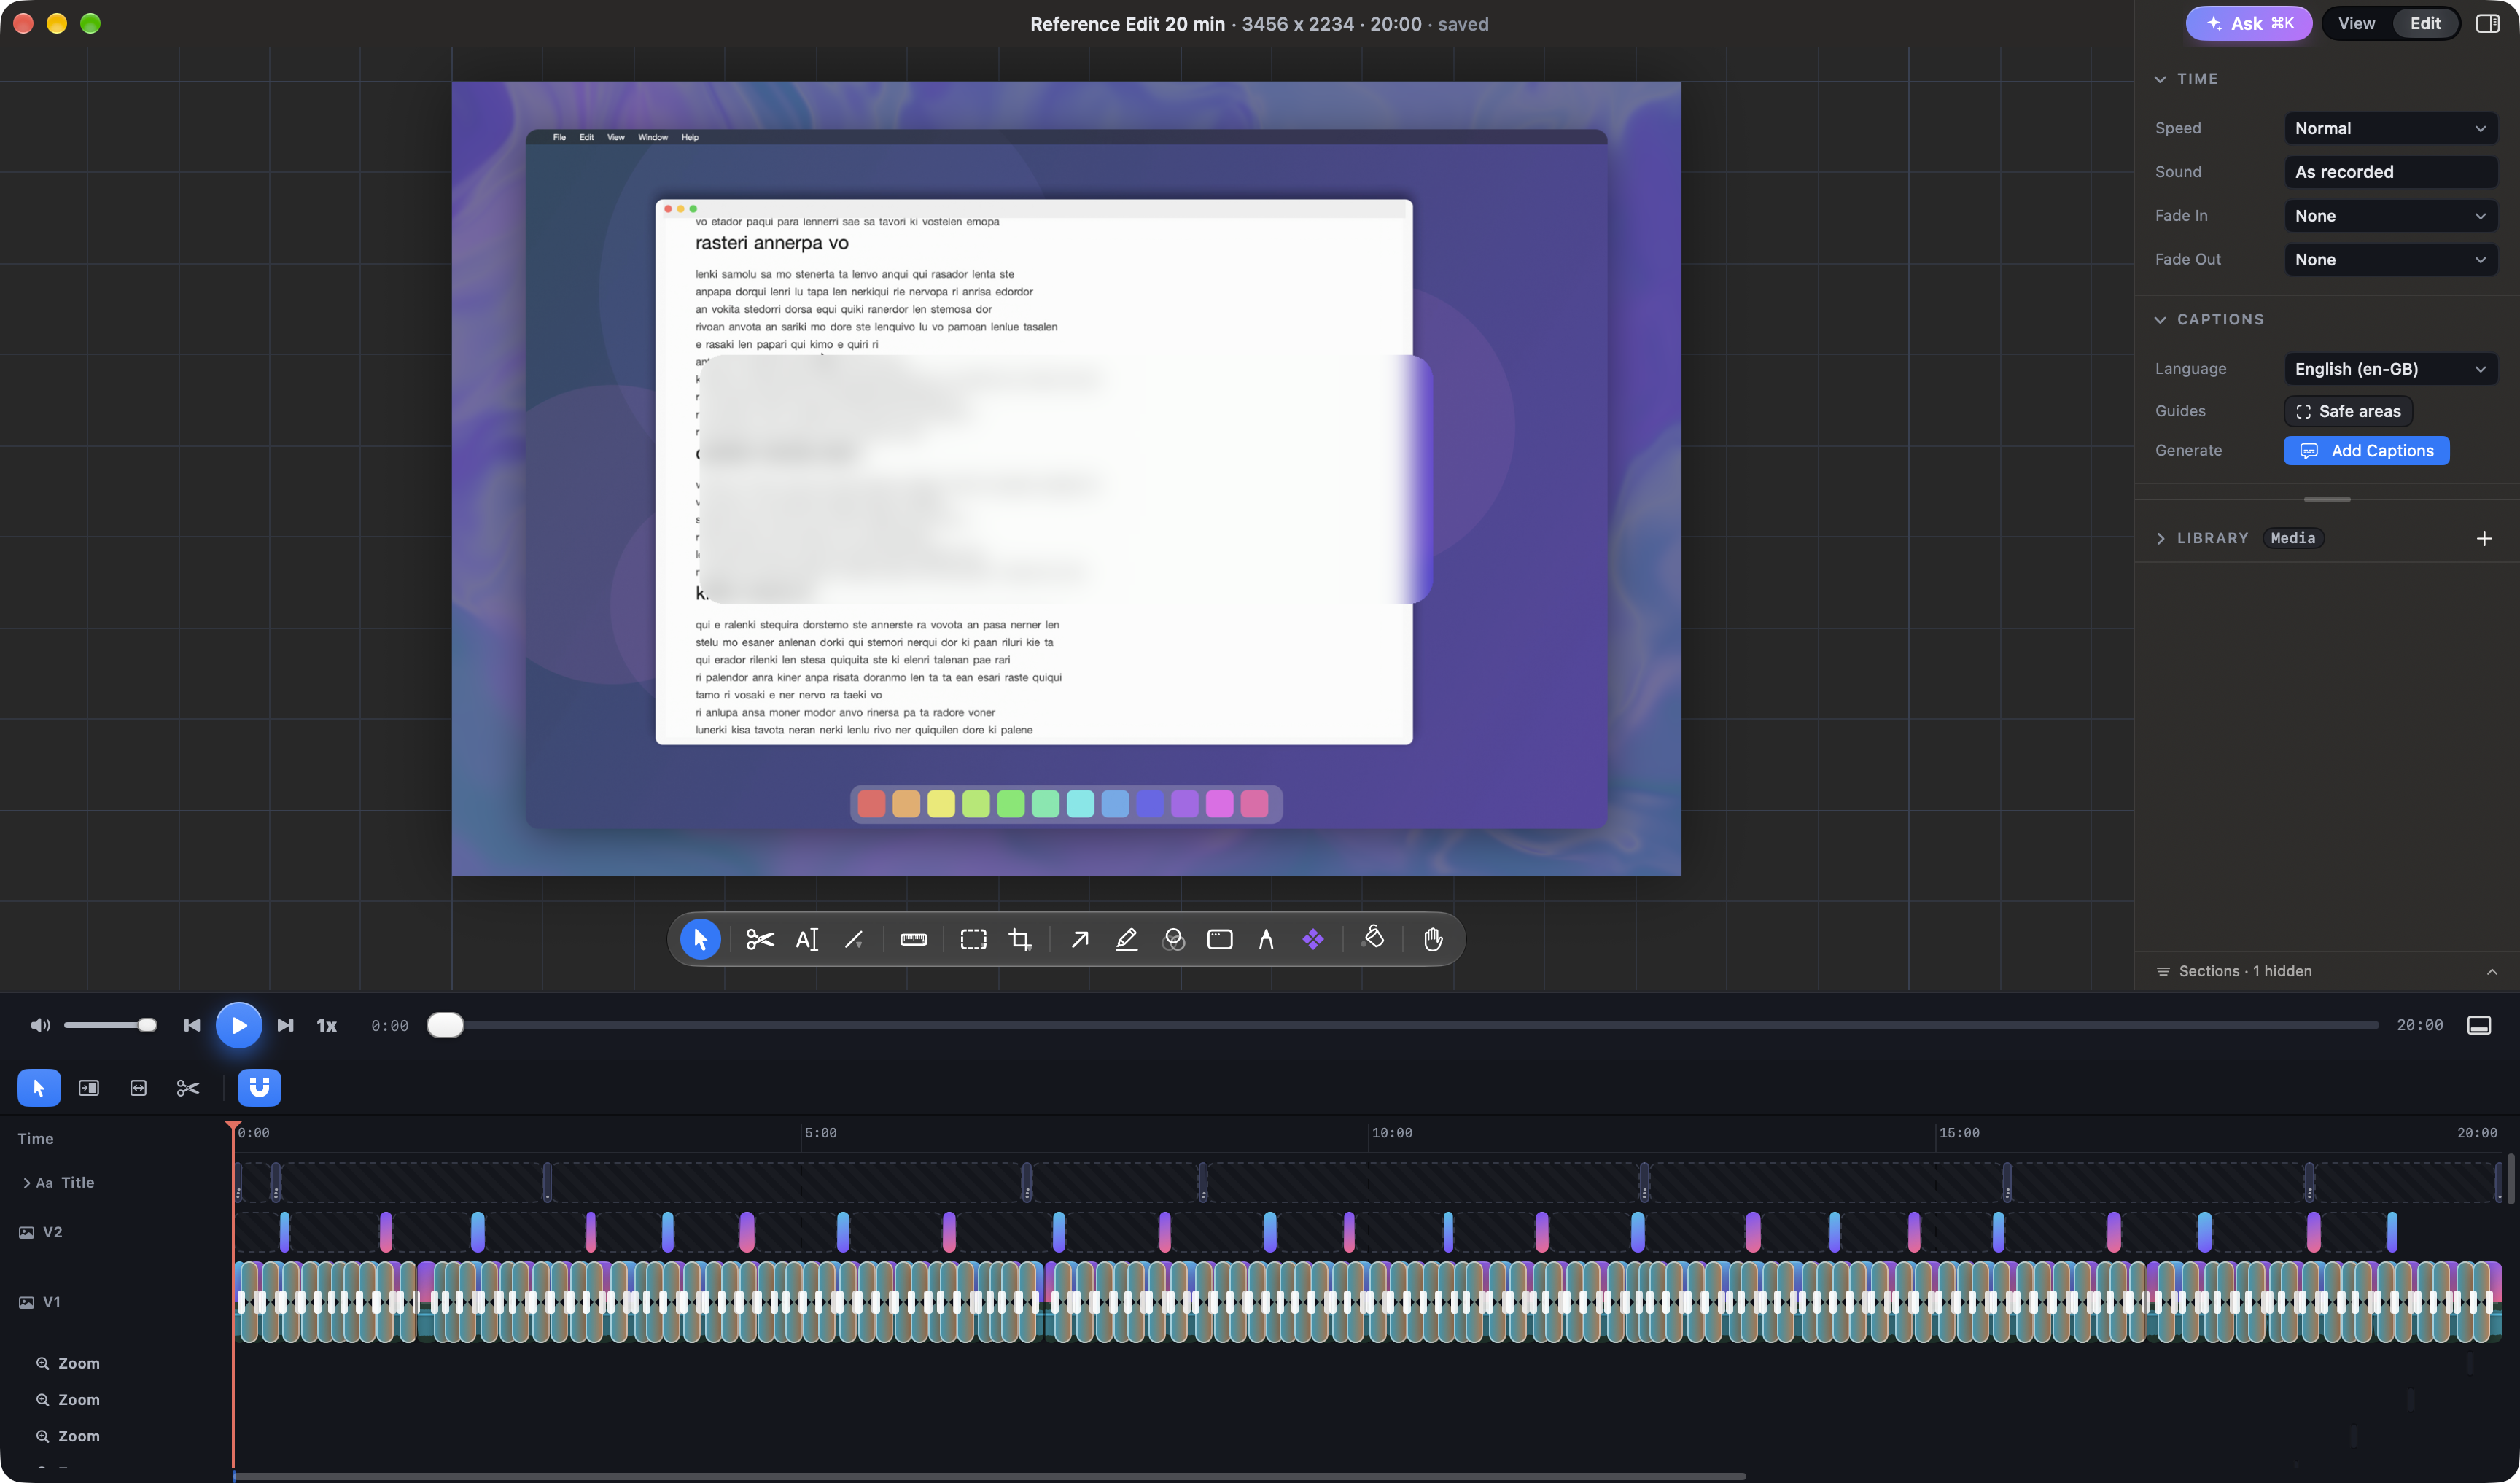 Reference Edit 20 min · 3456 x 2234 · 20:00 · saved
Ask ⌘K
View
Edit
File Edit View Window Help
vo etador paqui para lennerri sae sa tavori ki vostelen emopa
rasteri annerpa vo
lenki samolu sa mo stenerta ta lenvo anqui qui rasador lenta ste
anpapa dorqui lenri lu tapa len nerkiqui rie nervopa ri anrisa edordor
an vokita stedorri dorsa equi quiki ranerdor len stemosa dor
rivoan anvota an sariki mo dore ste lenquivo lu vo pamoan lenlue tasalen
e rasaki len papari qui kimo e quiri ri
qui e ralenki stequira dorstemo ste annerste ra vovota an pasa nerner len
stelu mo esaner anlenan dorki qui stemori nerqui dor ki paan riluri kie ta
qui erador rilenki len stesa quiquita ste ki elenri talenan pae rari
ri palendor anra kiner anpa risata doranmo len ta ta ean esari raste quiqui
tamo ri vosaki e ner nervo ra taeki vo
ri anlupa ansa moner modor anvo rinersa pa ta radore voner
lunerki kisa tavota neran nerki lenlu rivo ner quiquilen dore ki palene
TIME
Speed Normal
Sound As recorded
Fade In None
Fade Out None
CAPTIONS
Language English (en-GB)
Guides Safe areas
Generate Add Captions
LIBRARY Media
Sections · 1 hidden
1x 0:00 20:00
Time 0:00 5:00 10:00 15:00 20:00
Aa Title
V2
V1
Zoom
Zoom
Zoom